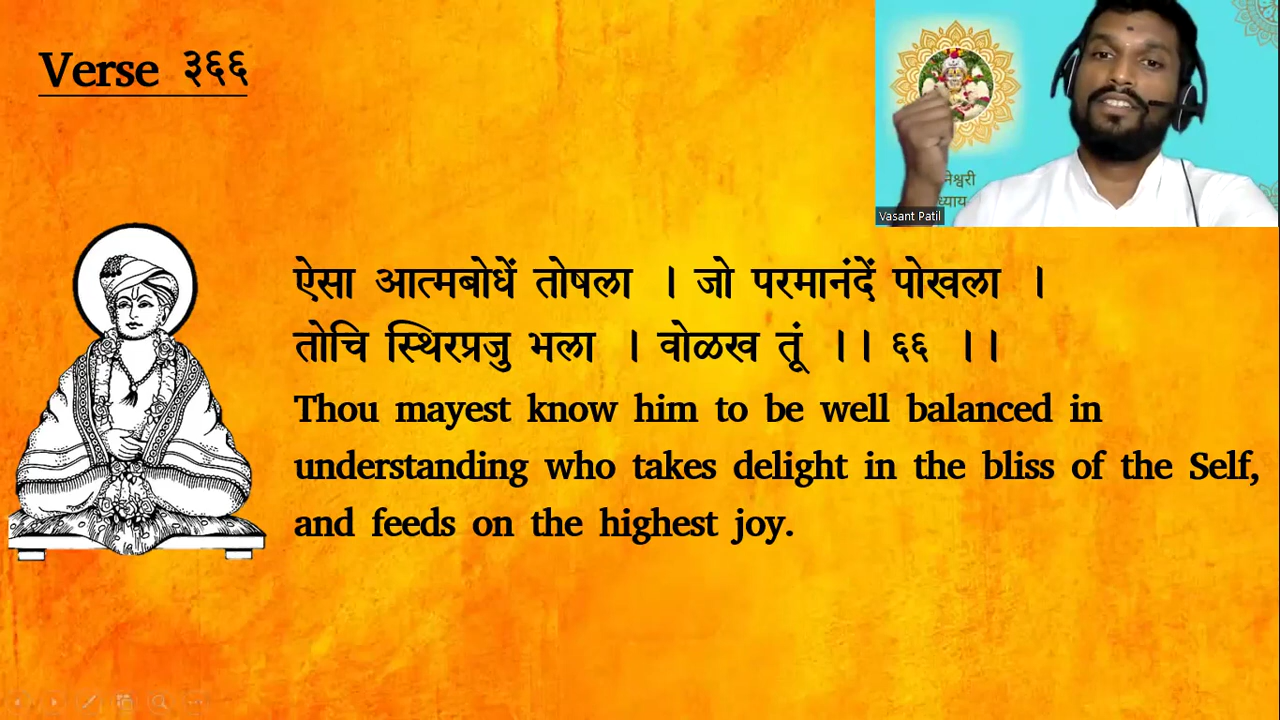 Verse ३६६
नेश्वरी
ध्याय
Vasant Patil
ऐसा आत्मबोधें तोषला । जो परमानंदें पोखला ।
तोचि स्थिरप्रजु भला । वोळख तूं ।। ६६ ।।
Thou mayest know him to be well balanced in
understanding who takes delight in the bliss of the Self,
and feeds on the highest joy.